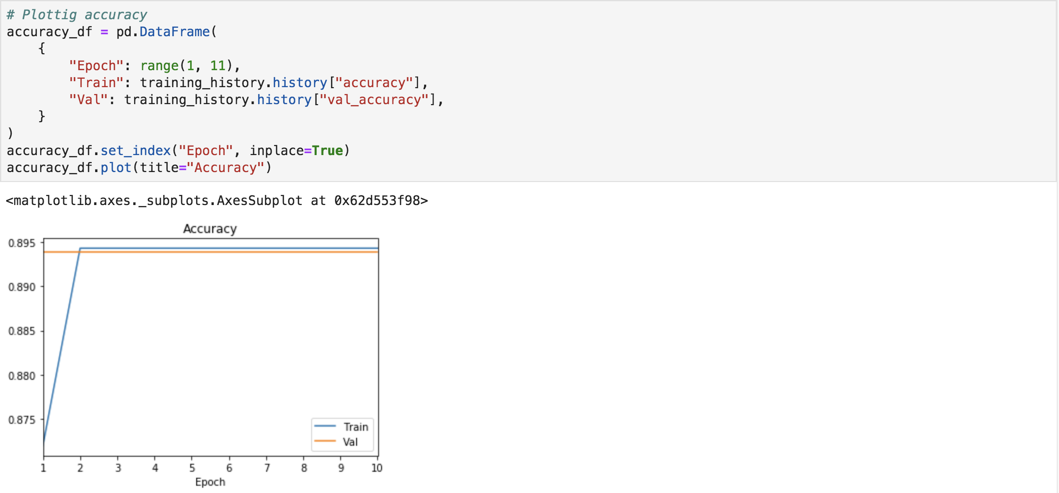 # Plottig accuracy
accuracy_df = pd.DataFrame(
    {
        "Epoch": range(1, 11),
        "Train": training_history.history["accuracy"],
        "Val": training_history.history["val_accuracy"],
    }
)
accuracy_df.set_index("Epoch", inplace=True)
accuracy_df.plot(title="Accuracy")
<matplotlib.axes._subplots.AxesSubplot at 0x62d553f98>
Accuracy
0.895
0.890
0.885
0.880
0.875
Train
Val
1 2 3 4 5 6 7 8 9 10
Epoch